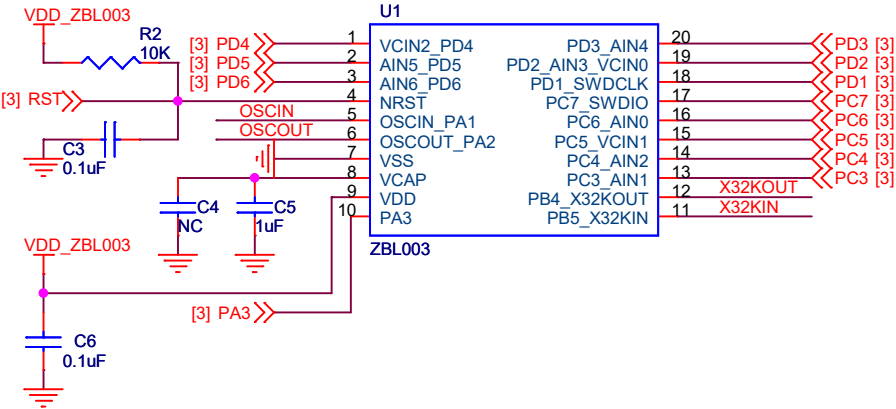 VDD_ZBL003
R2
10K
[3] RST
C3
0.1uF
[3] PD4
[3] PD5
[3] PD6
OSCIN
OSCOUT
C4
NC
C5
1uF
VDD_ZBL003
C6
0.1uF
[3] PA3
U1
1 VCIN2_PD4 PD3_AIN4 20 PD3 [3]
2 AIN5_PD5 PD2_AIN3_VCIN0 19 PD2 [3]
3 AIN6_PD6 PD1_SWDCLK 18 PD1 [3]
4 NRST PC7_SWDIO 17 PC7 [3]
5 OSCIN_PA1 PC6_AIN0 16 PC6 [3]
6 OSCOUT_PA2 PC5_VCIN1 15 PC5 [3]
7 VSS PC4_AIN2 14 PC4 [3]
8 VCAP PC3_AIN1 13 PC3 [3]
9 VDD PB4_X32KOUT 12 X32KOUT
10 PA3 PB5_X32KIN 11 X32KIN
ZBL003